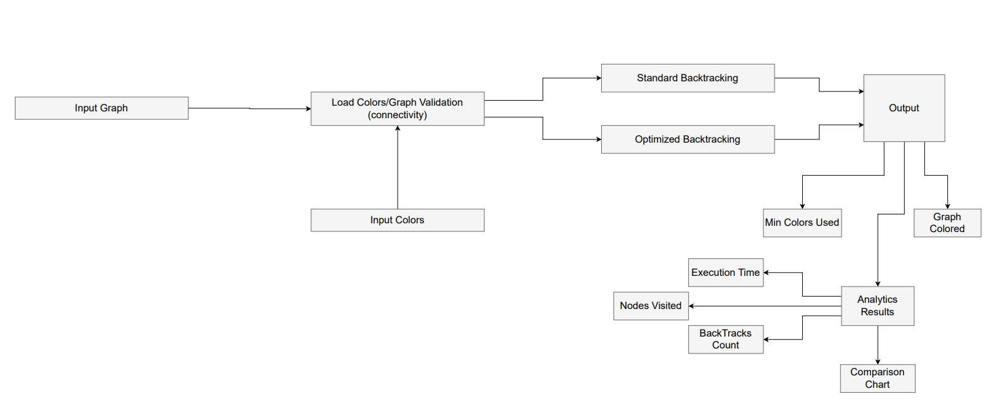 Input Graph
Load Colors/Graph Validation
(connectivity)
Input Colors
Standard Backtracking
Optimized Backtracking
Output
Min Colors Used
Graph
Colored
Execution Time
Nodes Visited
BackTracks
Count
Analytics
Results
Comparison
Chart